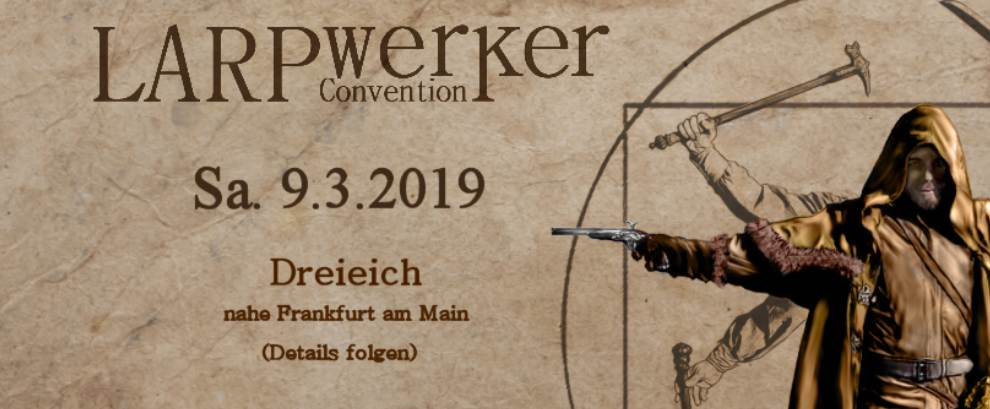 LARPwerker
Convention
Sa. 9.3.2019
Dreieich
nahe Frankfurt am Main
(Details folgen)